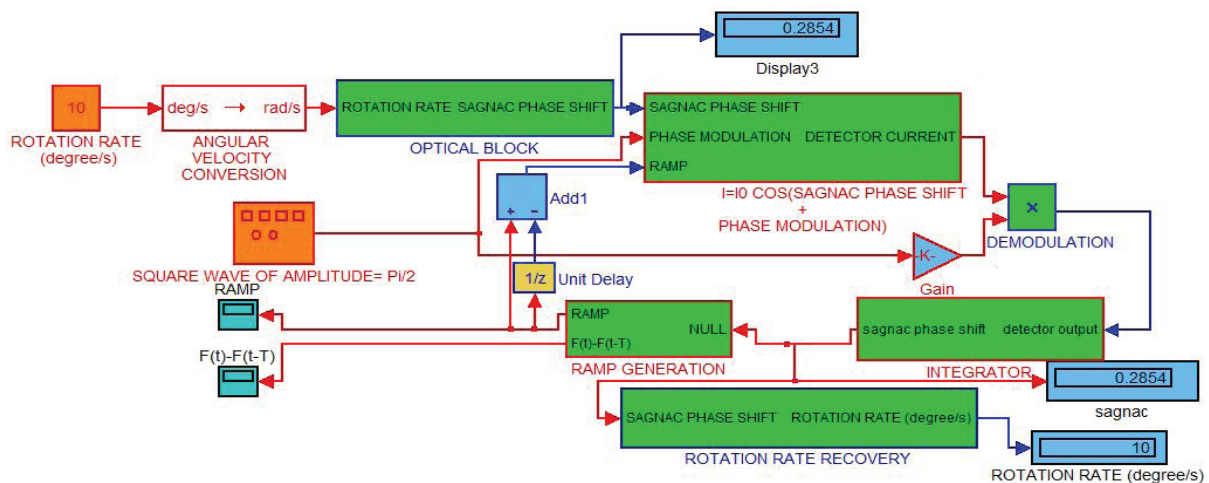 0.2854
Display3
10
ROTATION RATE
(degree/s)
deg/s → rad/s
ANGULAR
VELOCITY
CONVERSION
ROTATION RATE SAGNAC PHASE SHIFT
OPTICAL BLOCK
SAGNAC PHASE SHIFT
PHASE MODULATION DETECTOR CURRENT
RAMP
I=I0 COS(SAGNAC PHASE SHIFT
+
PHASE MODULATION)
+ -
Add1
×
DEMODULATION
SQUARE WAVE OF AMPLITUDE= Pi/2
1/z
Unit Delay
-K-
Gain
RAMP
F(t)-F(t-T)
RAMP
NULL
F(t)-F(t-T)
RAMP GENERATION
sagnac phase shift detector output
INTEGRATOR
0.2854
sagnac
SAGNAC PHASE SHIFT ROTATION RATE (degree/s)
ROTATION RATE RECOVERY
10
ROTATION RATE (degree/s)